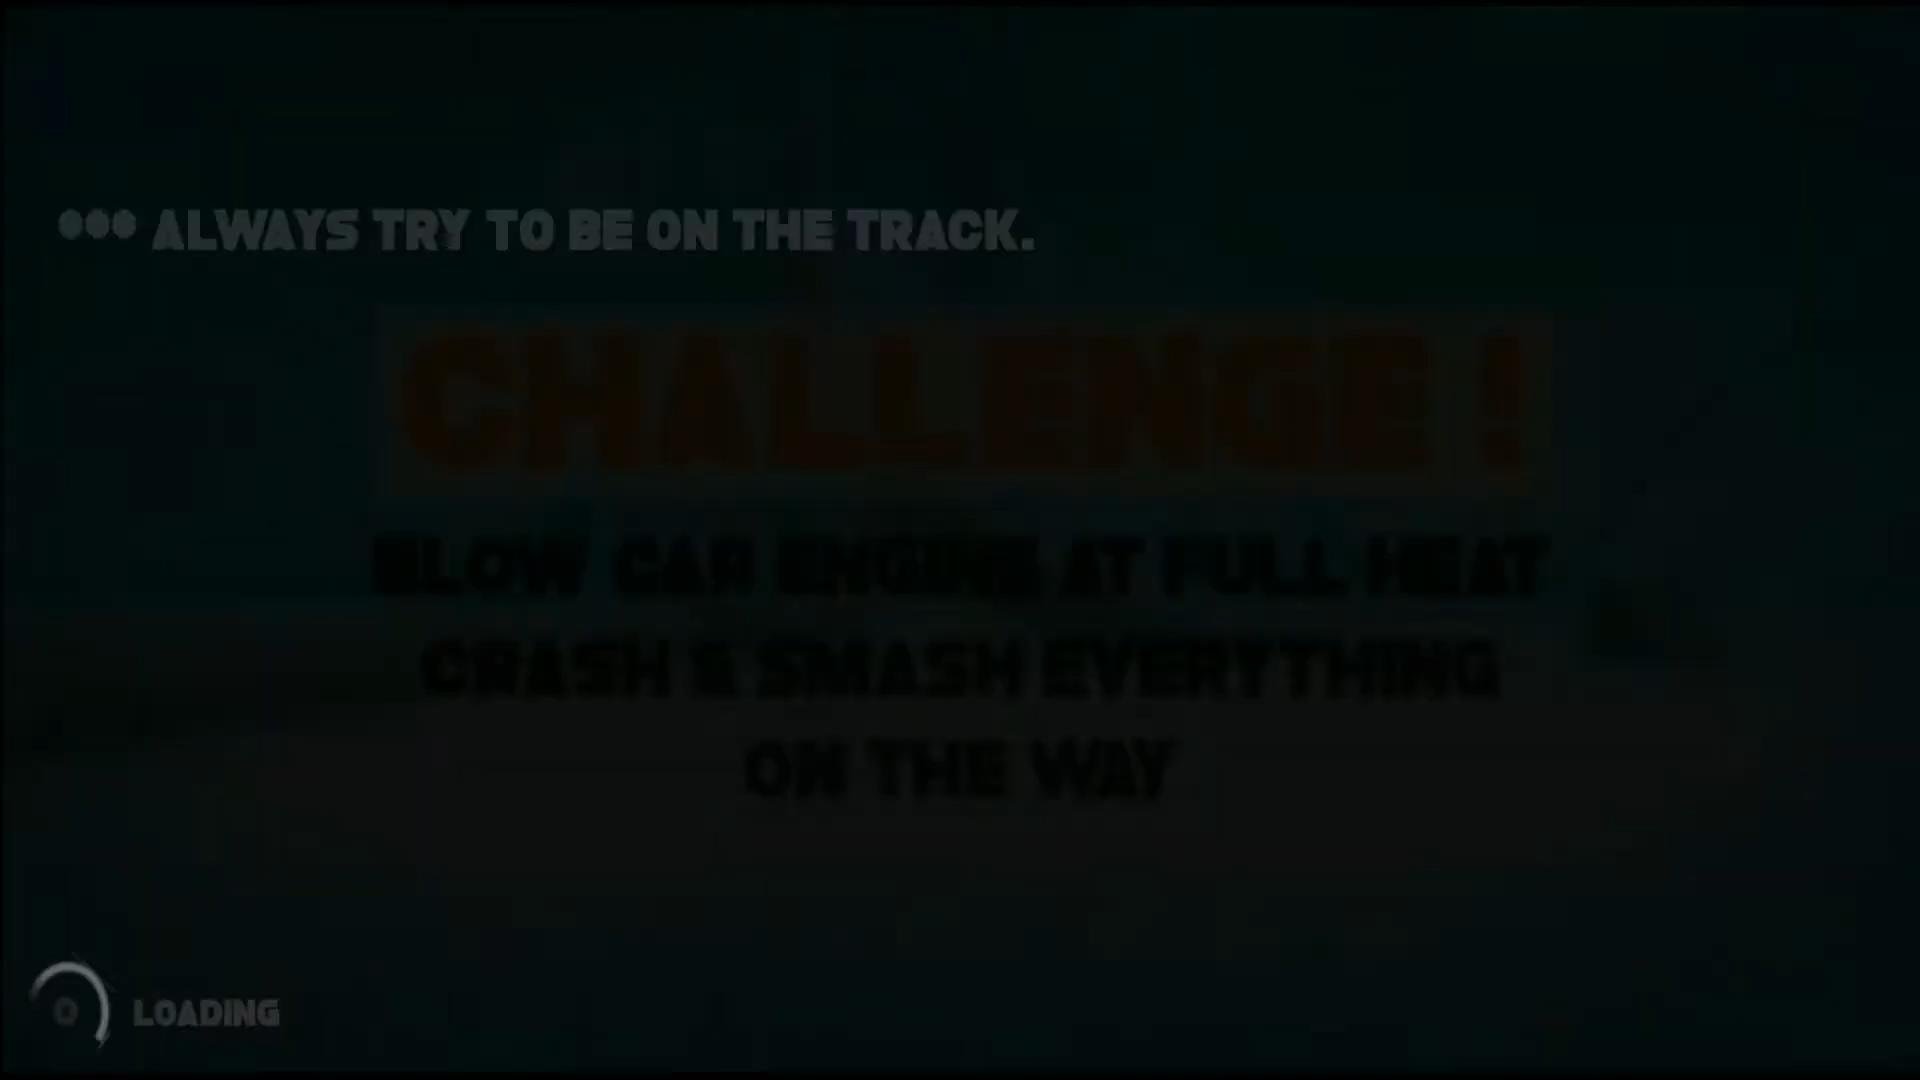 ••• ALWAYS TRY TO BE ON THE TRACK.
CHALLENGE !
BLOW CAR ENGINE AT FULL HEAT
CRASH & SMASH EVERYTHING
ON THE WAY
0 LOADING